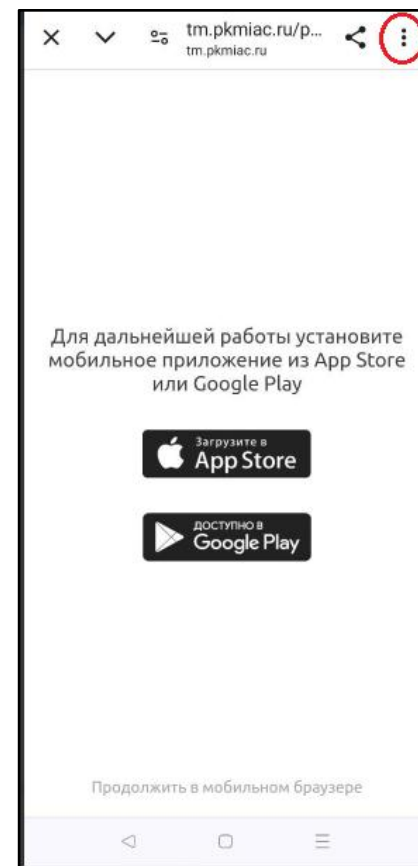 tm.pkmiac.ru/p...
tm.pkmiac.ru
Для дальнейшей работы установите
мобильное приложение из App Store
или Google Play
Загрузите в
App Store
ДОСТУПНО В
Google Play
Продолжить в мобильном браузере